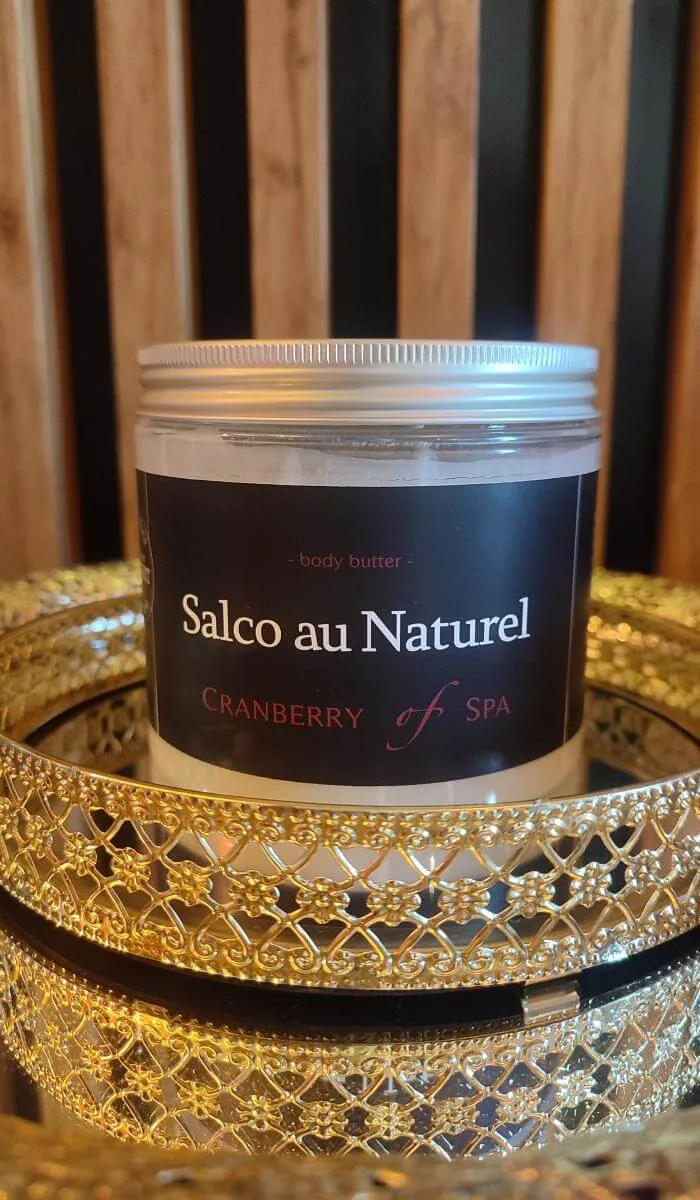 - body butter -
Salco au Naturel
CRANBERRY of SPA